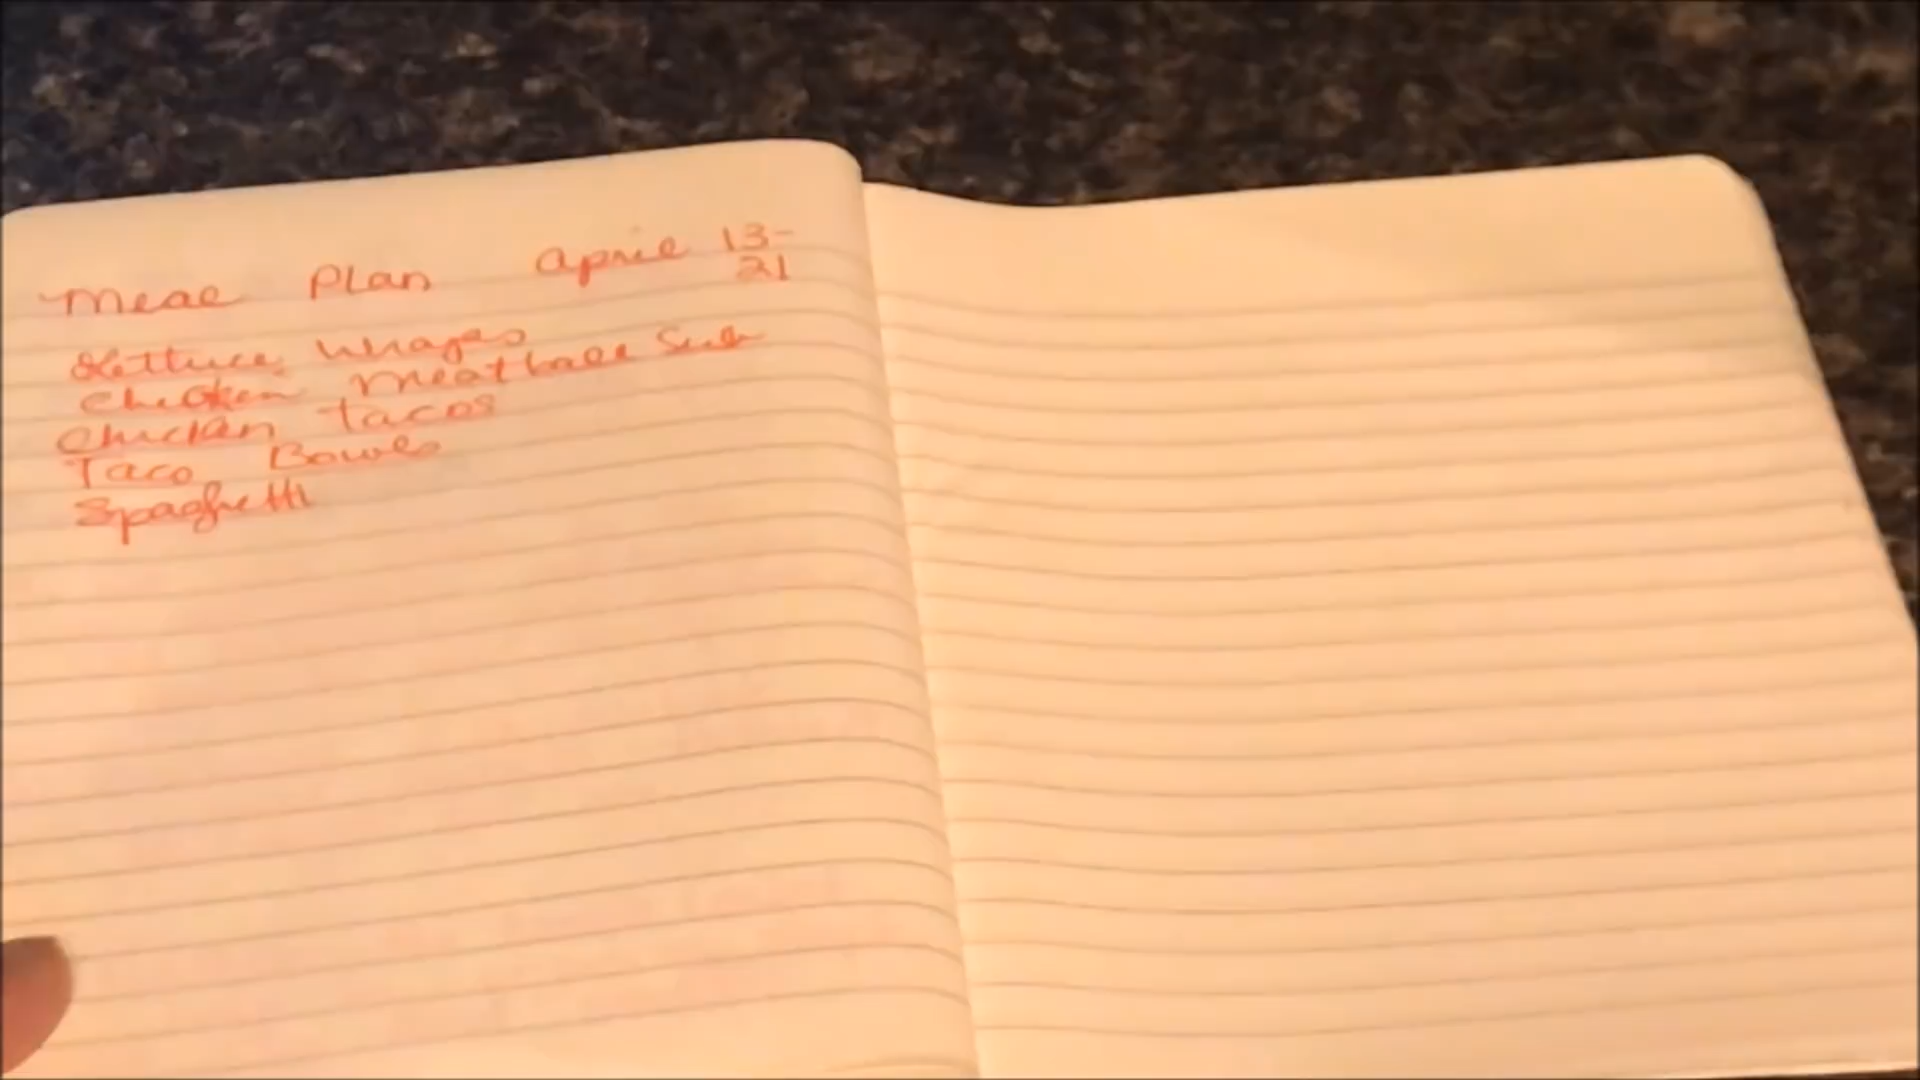 Meal Plan April 13-
21
Lettuce Wraps
Chicken Meatball Sub
Chicken Tacos
Taco Bowls
Spaghetti